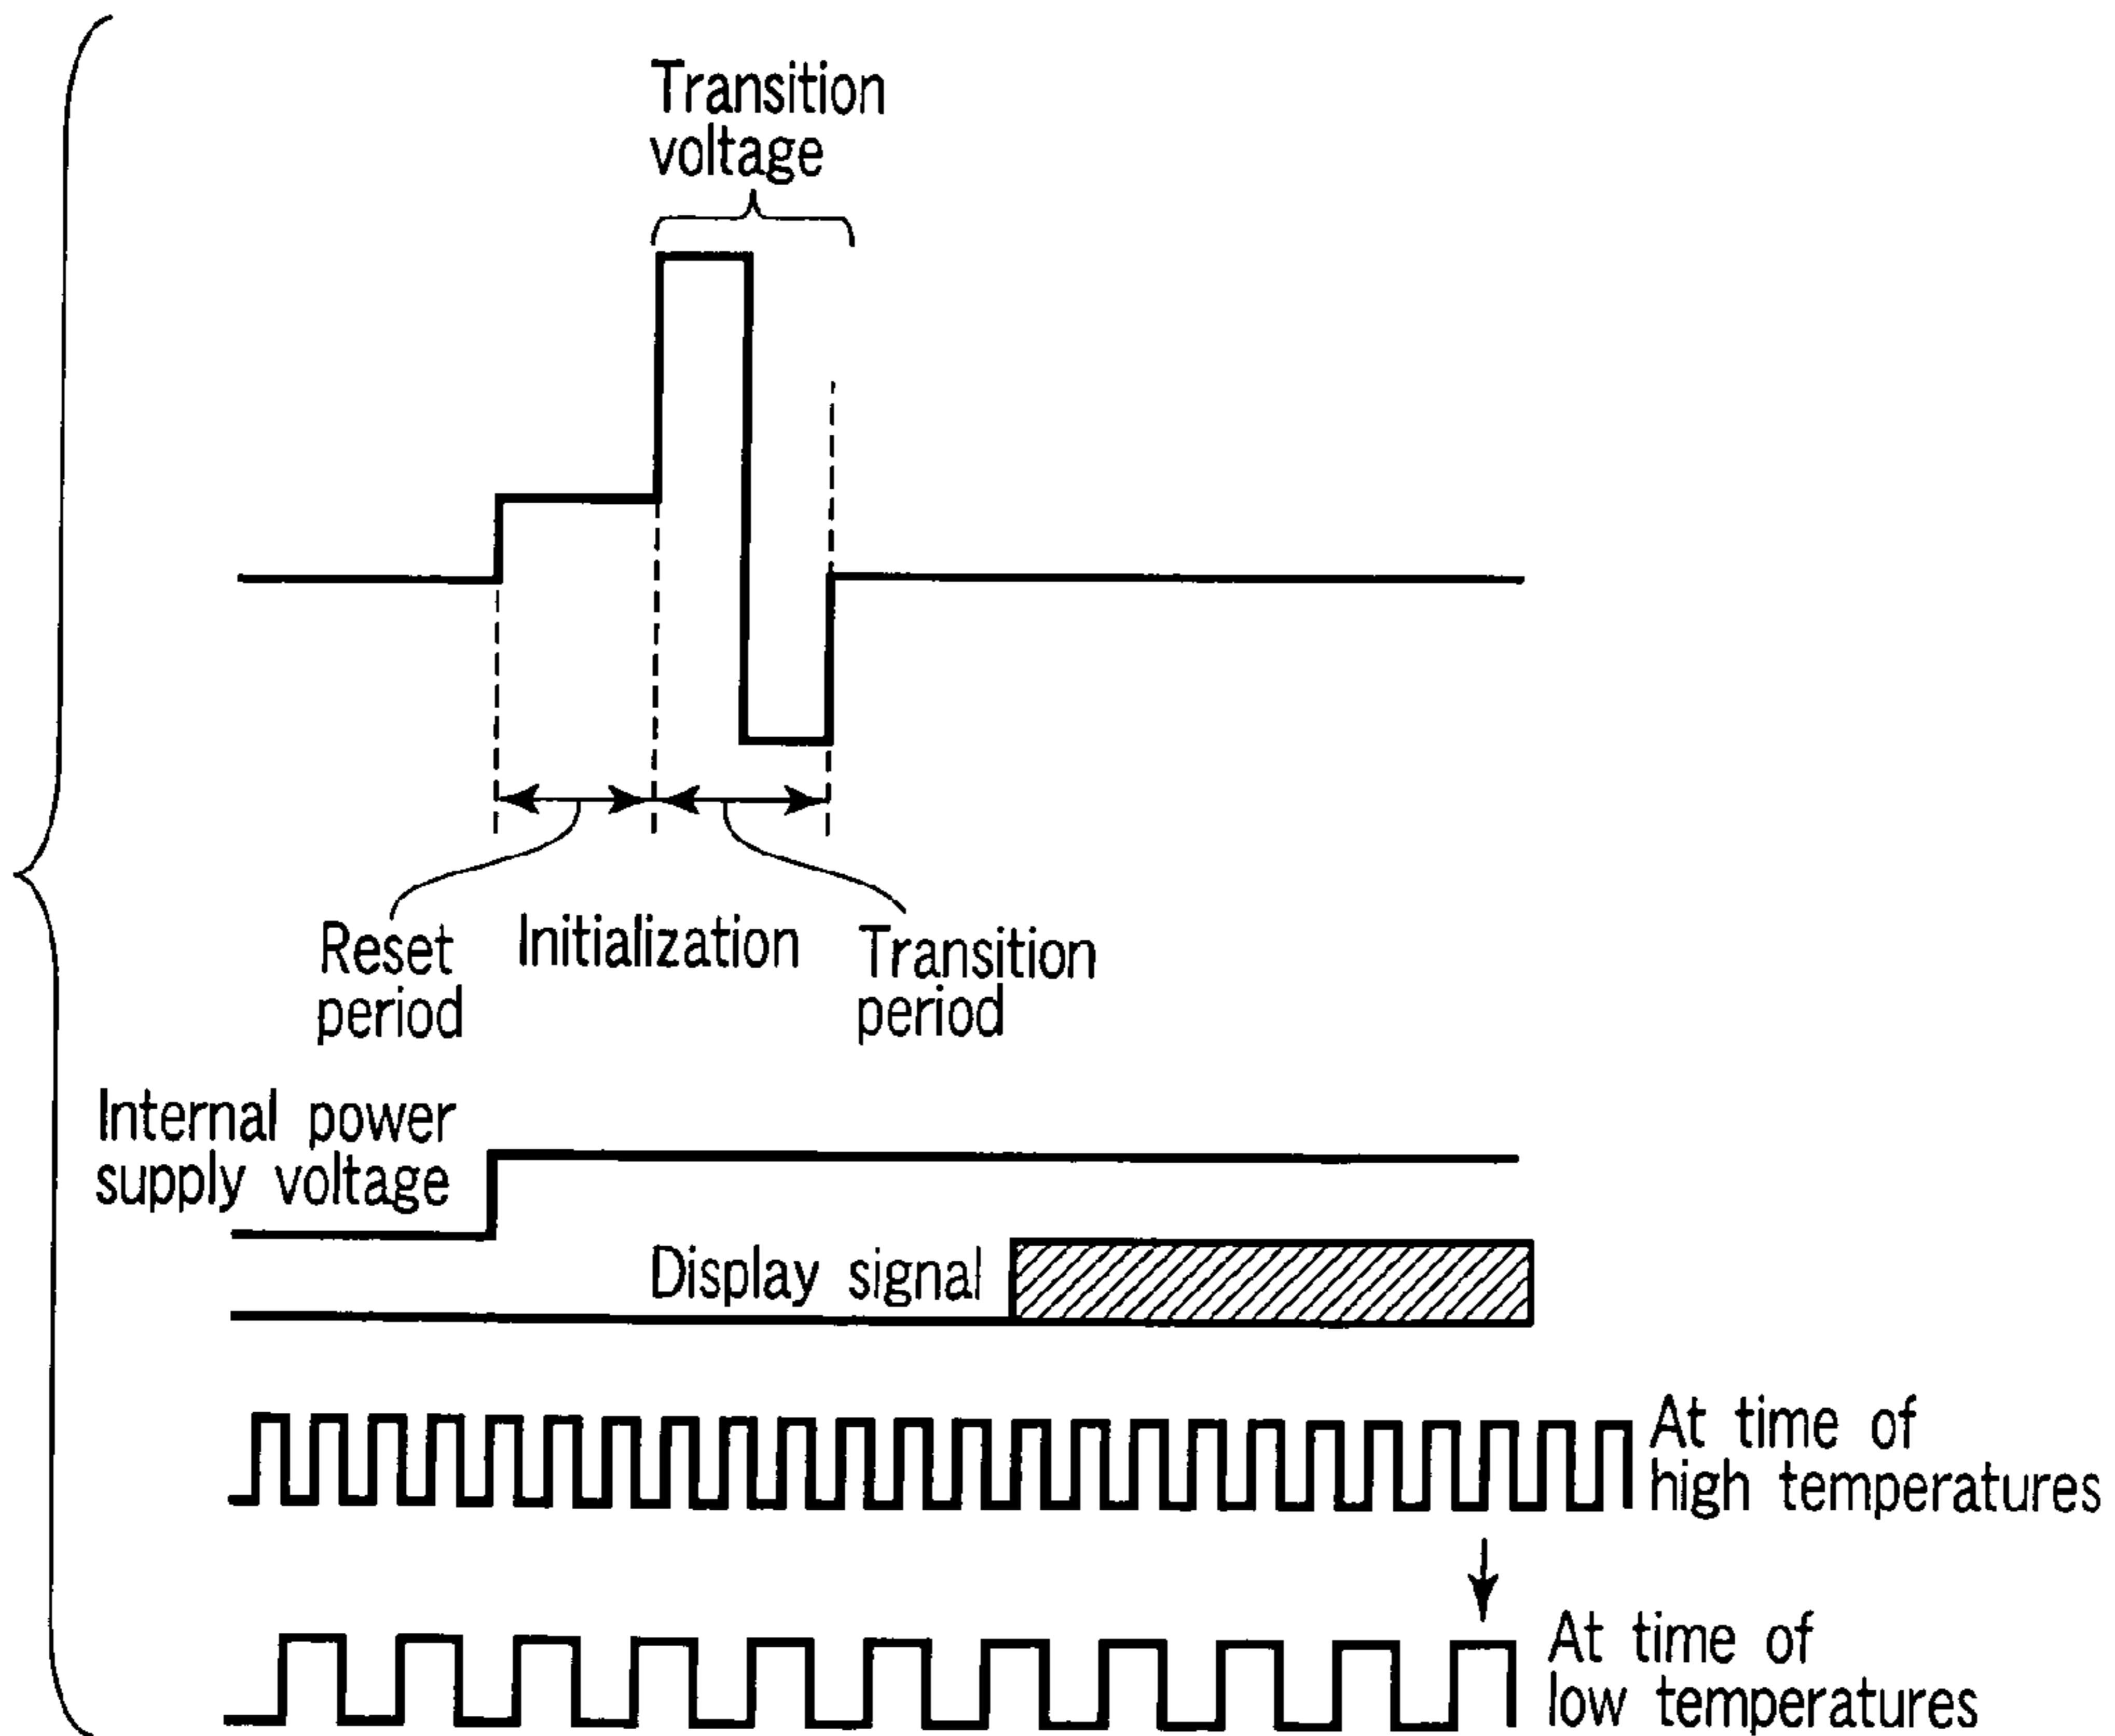 Transition
voltage
Reset
period
Initialization
Transition
period
Internal power
supply voltage
Display signal
At time of
high temperatures
At time of
low temperatures